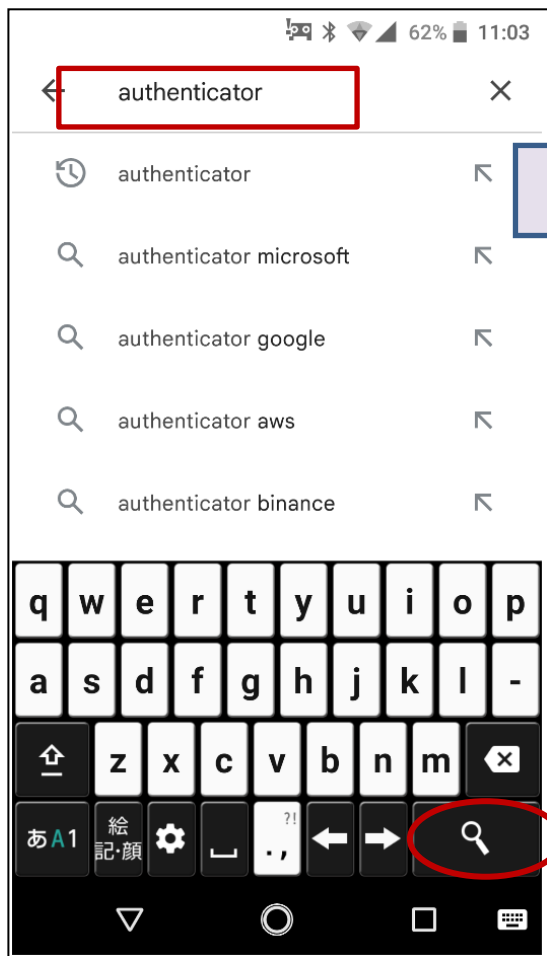 62% 11:03
authenticator
authenticator
authenticator microsoft
authenticator google
authenticator aws
authenticator binance
q w e r t y u i o p
a s d f g h j k l -
z x c v b n m
あA1 絵記・顔 ., ?!